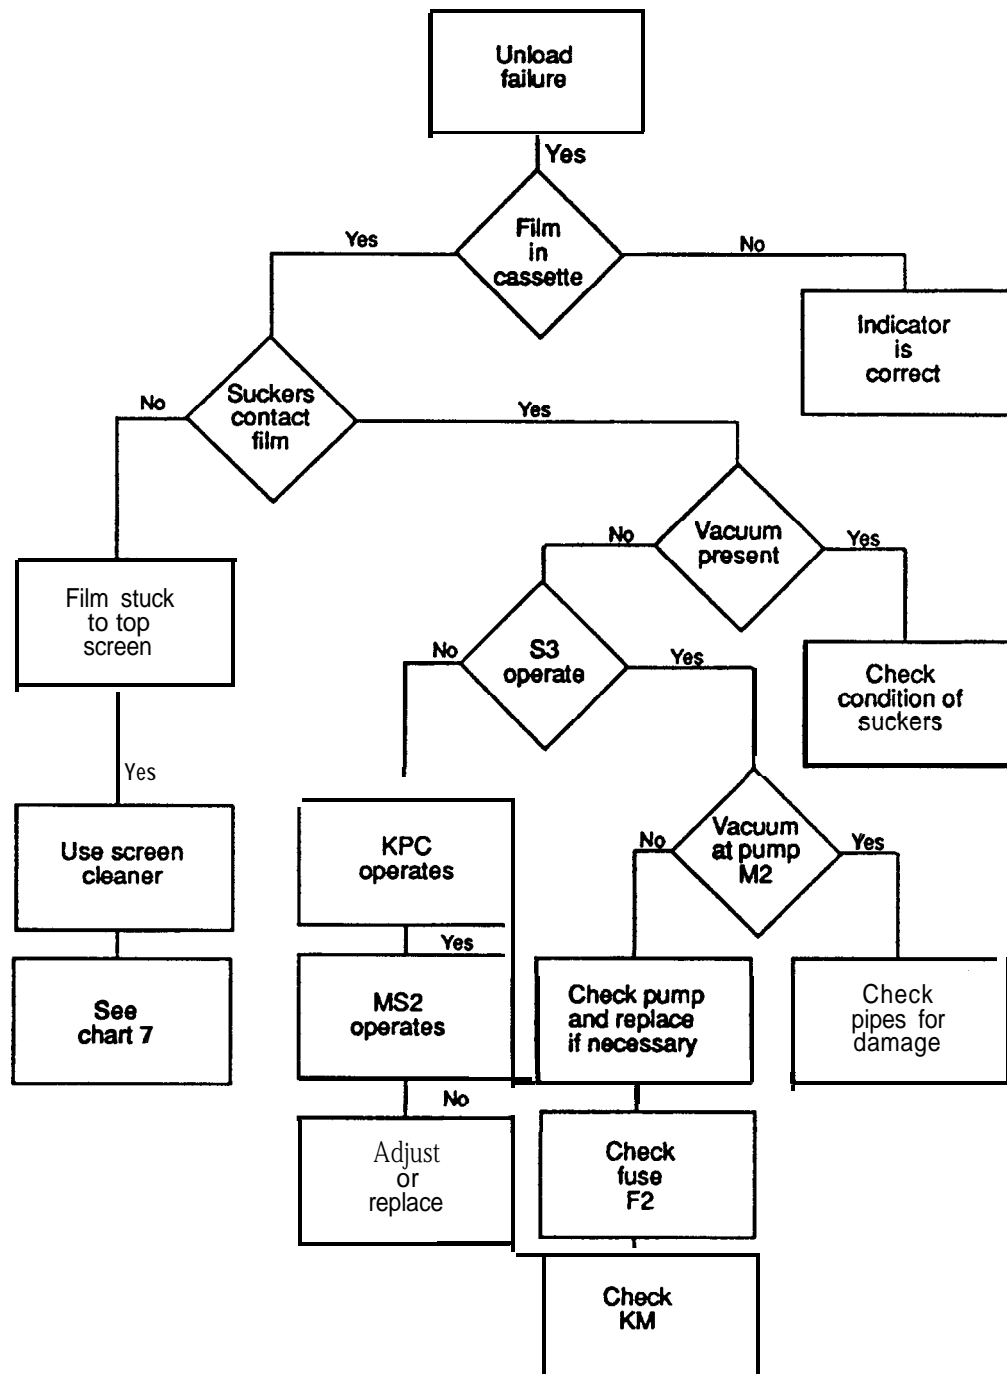 Unload
failure
Yes
Film
in
cassette
Yes
No
Indicator
is
correct
Suckers
contact
film
No
Yes
Vacuum
present
No
Yes
Film stuck
to top
screen
S3
operate
No
Yes
Check
condition of
suckers
Yes
Use screen
cleaner
KPC
operates
Vacuum
at pump
M2
No
Yes
Yes
See
chart 7
MS2
operates
Check pump
and replace
if necessary
Check
pipes for
damage
No
Adjust
or
replace
Check
fuse
F2
Check
KM